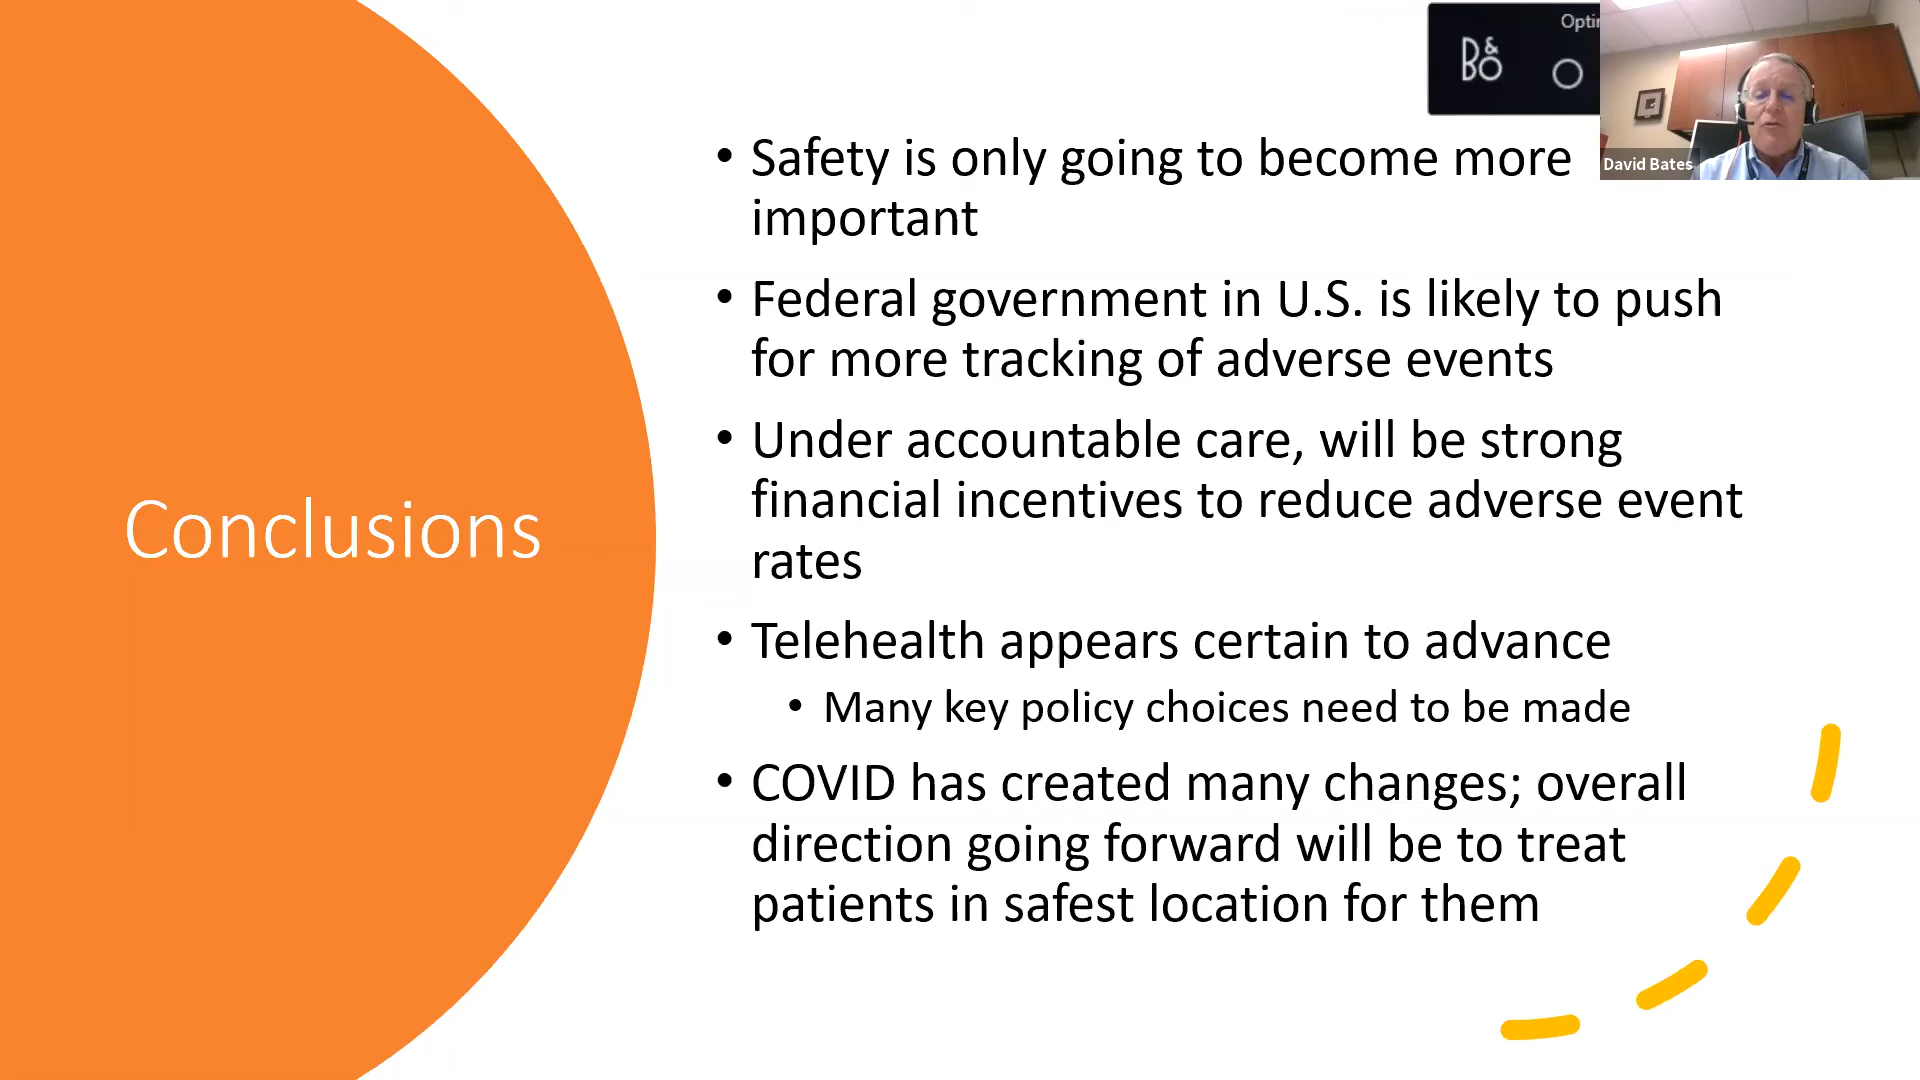 Opti
B&O
David Bates
Conclusions
• Safety is only going to become more
important
• Federal government in U.S. is likely to push
for more tracking of adverse events
• Under accountable care, will be strong
financial incentives to reduce adverse event
rates
• Telehealth appears certain to advance
• Many key policy choices need to be made
• COVID has created many changes; overall
direction going forward will be to treat
patients in safest location for them